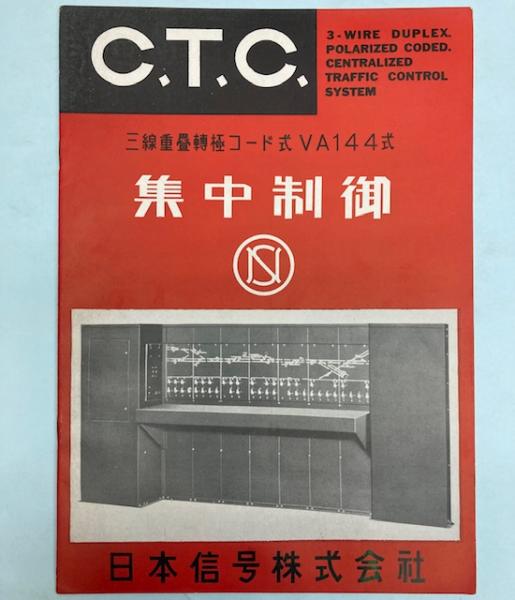 C.T.C.
3-WIRE DUPLEX.
POLARIZED CODED.
CENTRALIZED
TRAFFIC CONTROL
SYSTEM
三線重疊轉極コード式VA144式
集中制御
NS
日本信号株式会社